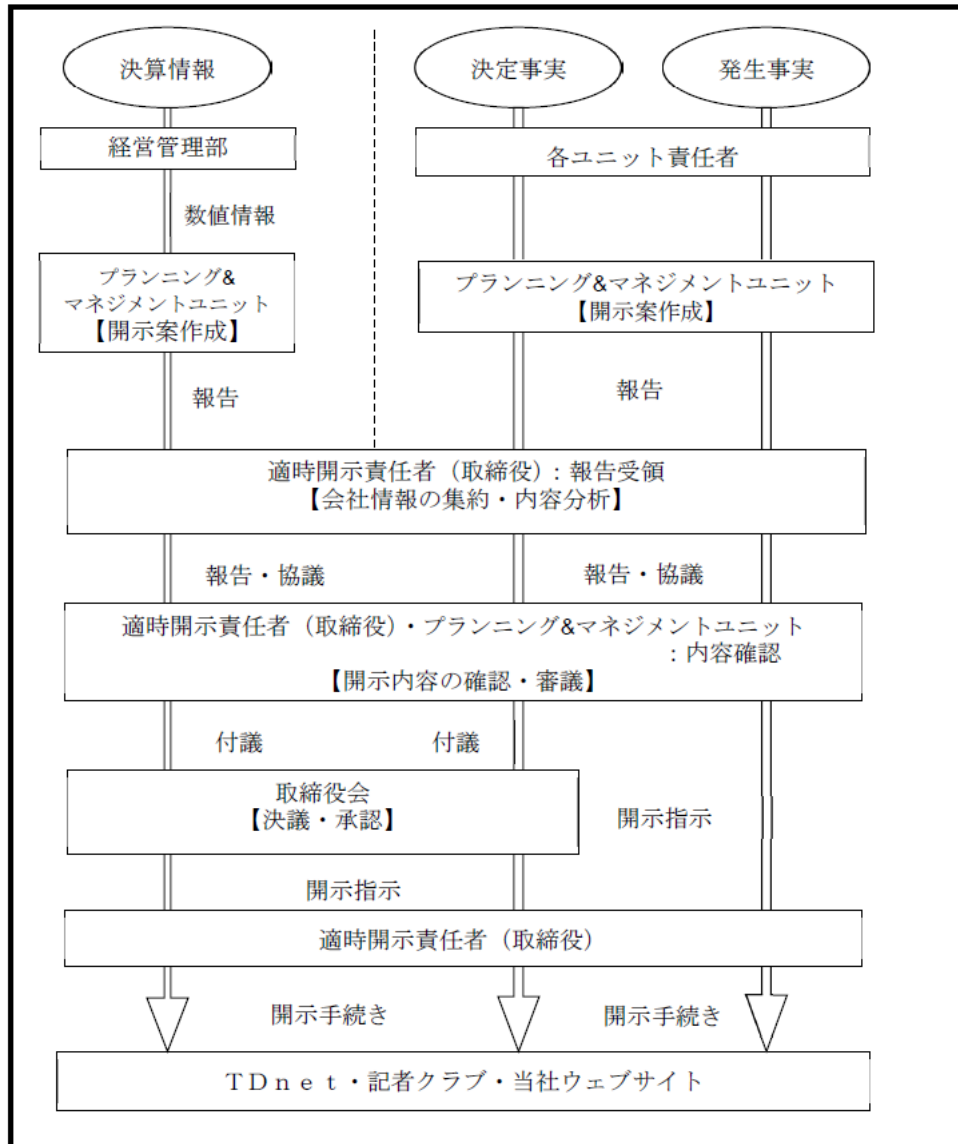 決算情報
決定事実
発生事実
経営管理部
各ユニット責任者
数値情報
プランニング&
マネジメントユニット
【開示案作成】
プランニング&マネジメントユニット
【開示案作成】
報告
報告
適時開示責任者（取締役）：報告受領
【会社情報の集約・内容分析】
報告・協議
報告・協議
適時開示責任者（取締役）・プランニング&マネジメントユニット
：内容確認
【開示内容の確認・審議】
付議
付議
取締役会
【決議・承認】
開示指示
開示指示
適時開示責任者（取締役）
開示手続き
開示手続き
ＴＤｎｅｔ・記者クラブ・当社ウェブサイト